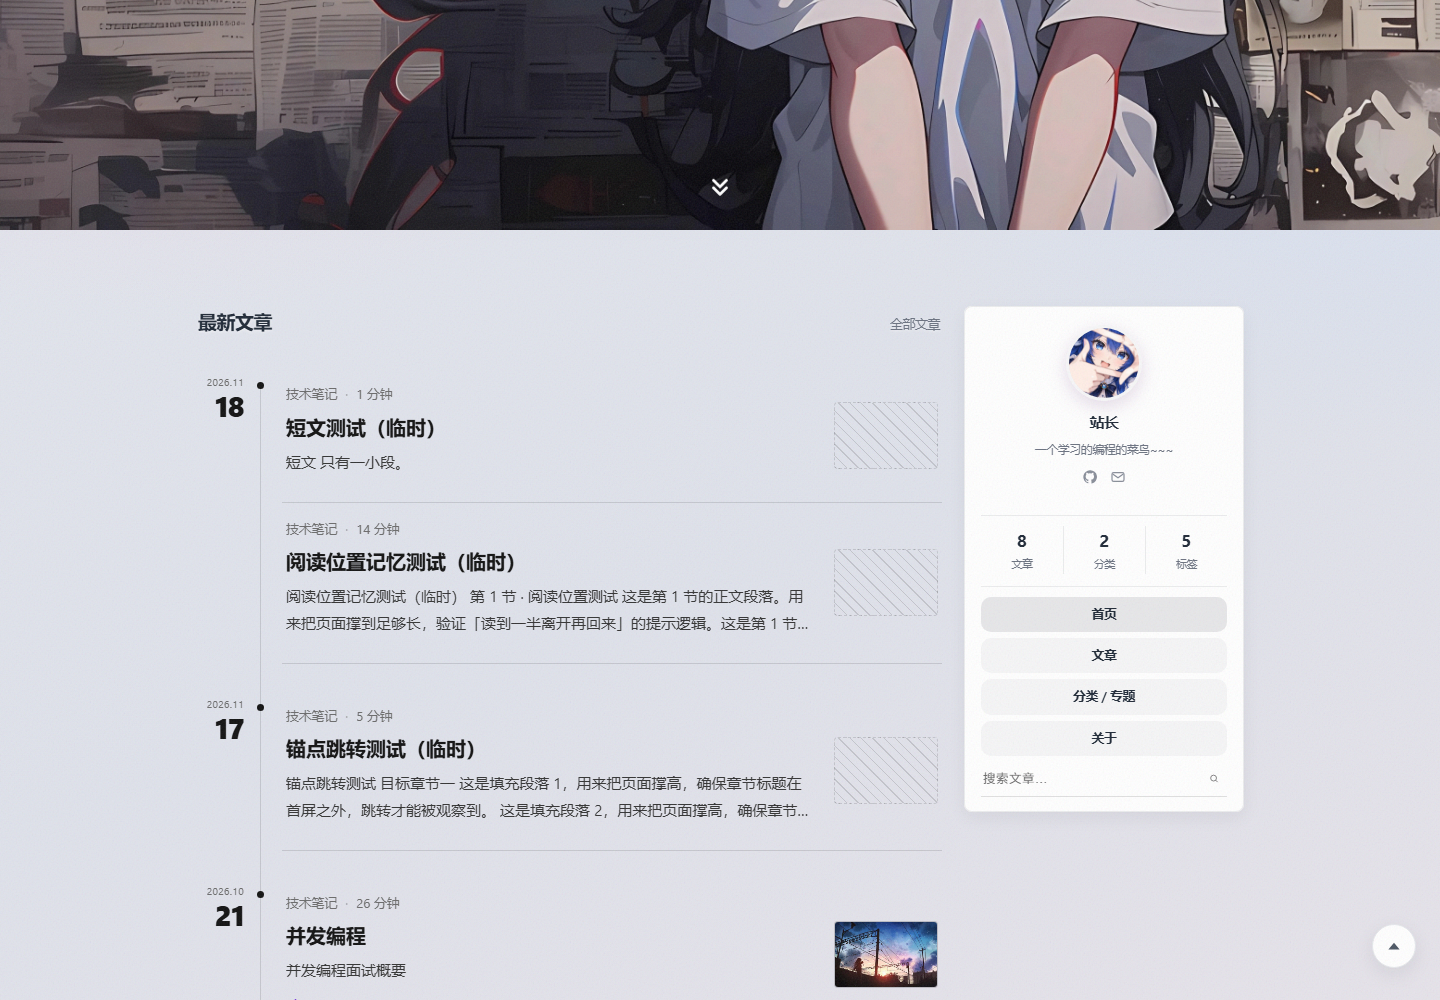 最新文章
全部文章
2026.11
18
技术笔记 · 1 分钟
短文测试（临时）
短文 只有一小段。
技术笔记 · 14 分钟
阅读位置记忆测试（临时）
阅读位置记忆测试（临时） 第 1 节 · 阅读位置测试 这是第 1 节的正文段落。用
来把页面撑到足够长，验证「读到一半离开再回来」的提示逻辑。这是第 1 节...
2026.11
17
技术笔记 · 5 分钟
锚点跳转测试（临时）
锚点跳转测试 目标章节一 这是填充段落 1，用来把页面撑高，确保章节标题在
首屏之外，跳转才能被观察到。 这是填充段落 2，用来把页面撑高，确保章节...
2026.10
21
技术笔记 · 26 分钟
并发编程
并发编程面试概要
站长
一个学习的编程的菜鸟~~~
8
文章
2
分类
5
标签
首页
文章
分类 / 专题
关于
搜索文章...